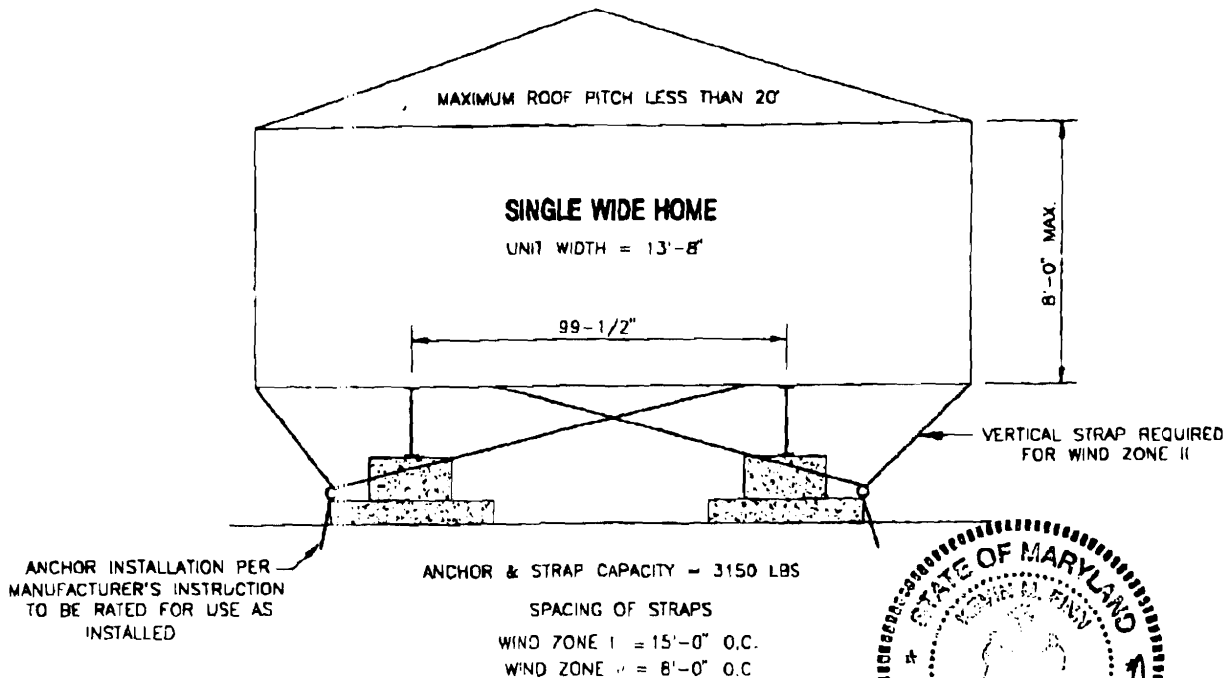 MAXIMUM ROOF PITCH LESS THAN 20'
SINGLE WIDE HOME
UNIT WIDTH = 13'-8"
8'-0" MAX.
99-1/2"
VERTICAL STRAP REQUIRED
FOR WIND ZONE II
ANCHOR INSTALLATION PER
MANUFACTURER'S INSTRUCTION
TO BE RATED FOR USE AS
INSTALLED
ANCHOR & STRAP CAPACITY - 3150 LBS
SPACING OF STRAPS
WIND ZONE I = 15'-0" O.C.
WIND ZONE = 8'-0" O.C
STATE OF MARYLAND
KEVIN M. FINN